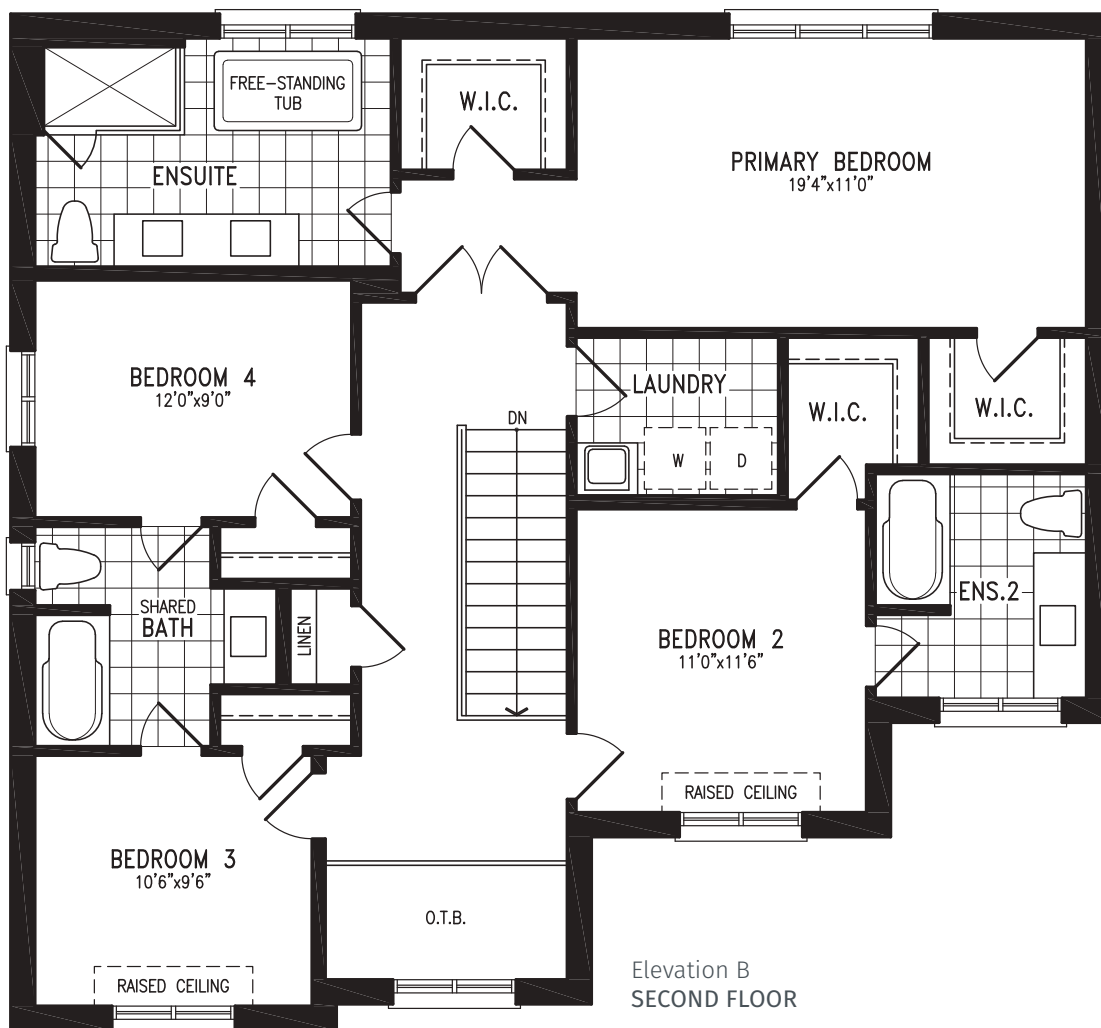 FREE-STANDING
TUB
W.I.C.
ENSUITE
PRIMARY BEDROOM
19'4"x11'0"
BEDROOM 4
12'0"x9'0"
LAUNDRY
W.I.C.
W.I.C.
DN
W
D
SHARED
BATH
LINEN
ENS.2
BEDROOM 2
11'0"x11'6"
RAISED CEILING
BEDROOM 3
10'6"x9'6"
O.T.B.
RAISED CEILING
Elevation B
SECOND FLOOR